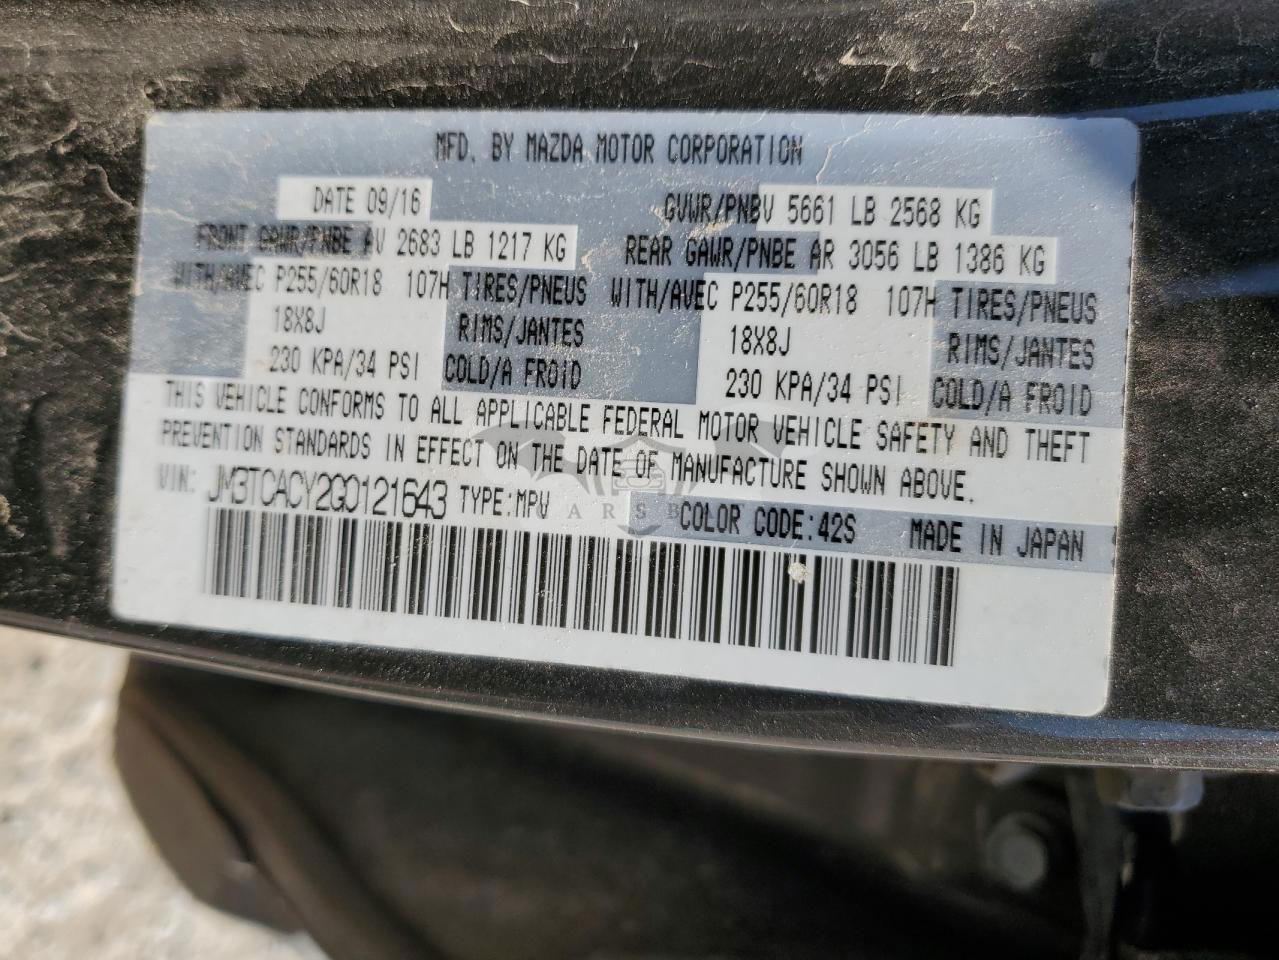 MFD. BY MAZDA MOTOR CORPORATION
DATE 09/16 GVWR/PNBV 5661 LB 2568 KG
FRONT GAWR/PNBE AV 2683 LB 1217 KG REAR GAWR/PNBE AR 3056 LB 1386 KG
WITH/AVEC P255/60R18 107H TIRES/PNEUS WITH/AVEC P255/60R18 107H TIRES/PNEUS
18X8J RIMS/JANTES 18X8J RIMS/JANTES
230 KPA/34 PSI COLD/A FROID 230 KPA/34 PSI COLD/A FROID
THIS VEHICLE CONFORMS TO ALL APPLICABLE FEDERAL MOTOR VEHICLE SAFETY AND THEFT
PREVENTION STANDARDS IN EFFECT ON THE DATE OF MANUFACTURE SHOWN ABOVE.
VIN: JM3TCACY2G0121643 TYPE:MPV COLOR CODE:42S MADE IN JAPAN